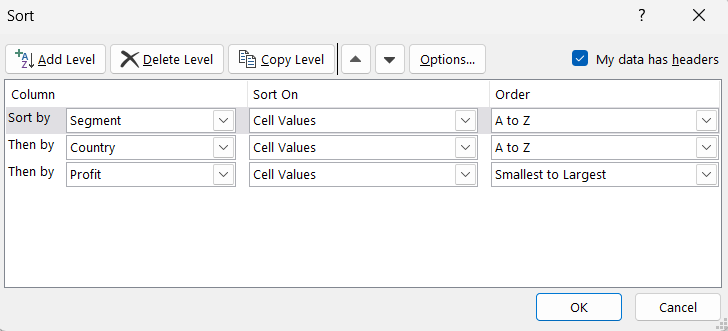 Sort ?
Add Level Delete Level Copy Level Options... My data has headers
Column Sort On Order
Sort by Segment Cell Values A to Z
Then by Country Cell Values A to Z
Then by Profit Cell Values Smallest to Largest
OK Cancel